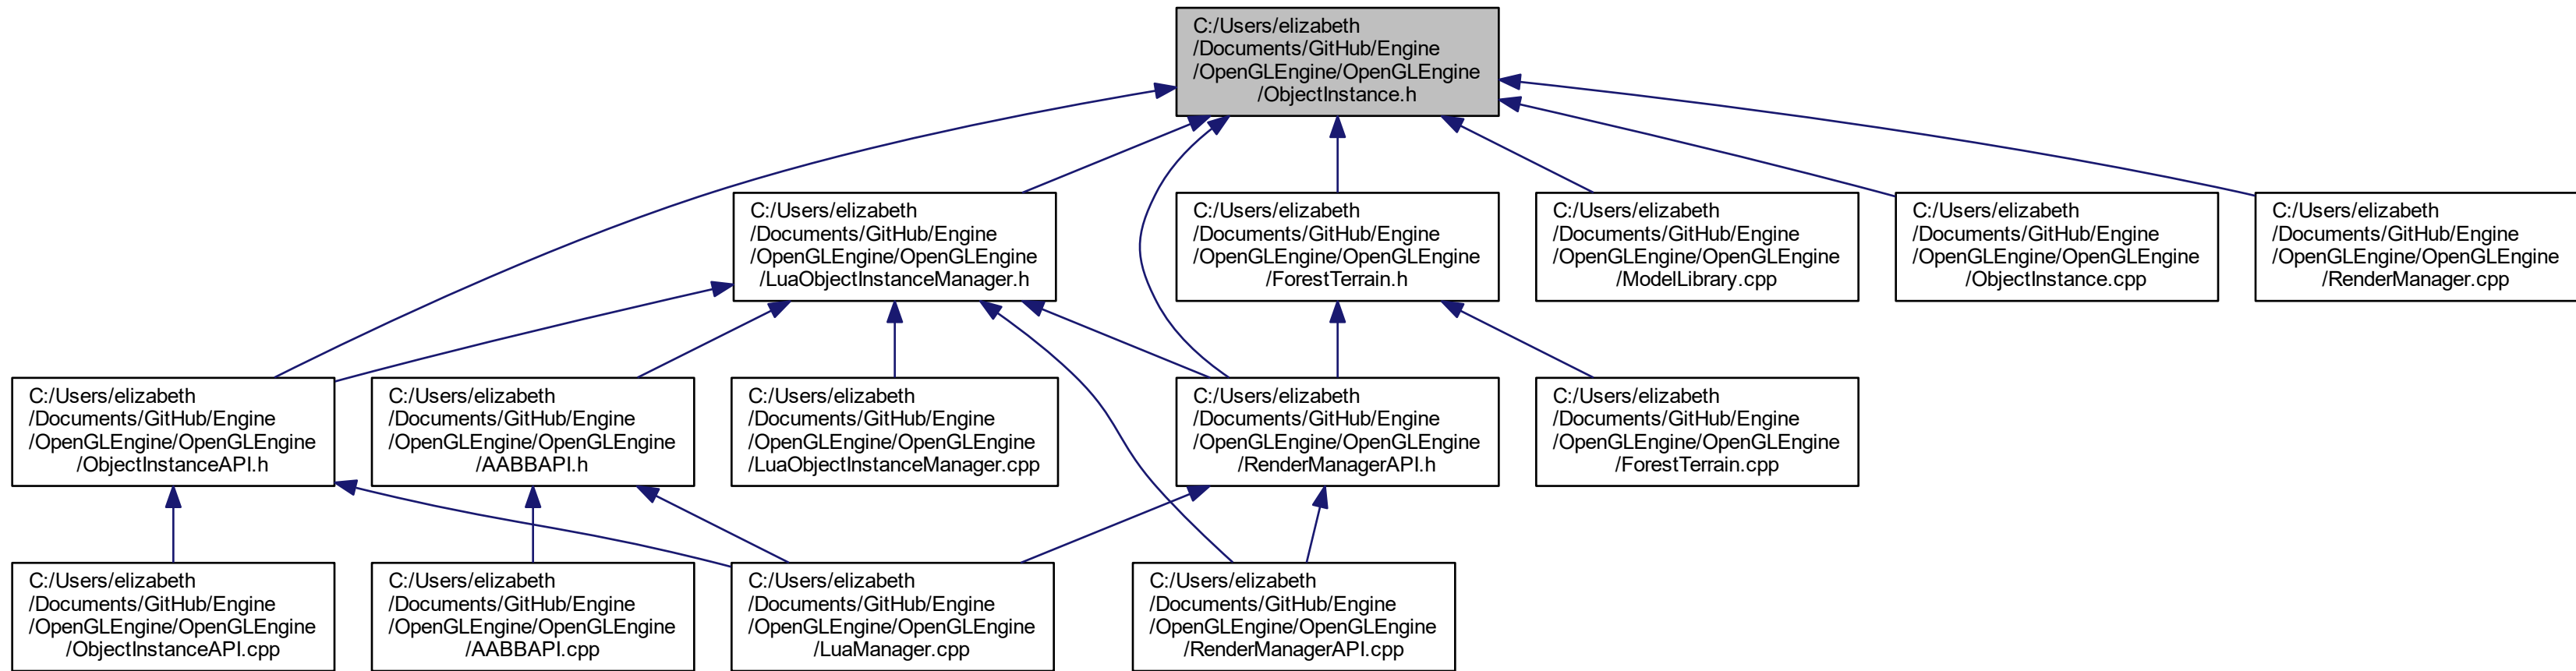 C:/Users/elizabeth
/Documents/GitHub/Engine
/OpenGLEngine/OpenGLEngine
/ObjectInstance.h
C:/Users/elizabeth
/Documents/GitHub/Engine
/OpenGLEngine/OpenGLEngine
/LuaObjectInstanceManager.h
C:/Users/elizabeth
/Documents/GitHub/Engine
/OpenGLEngine/OpenGLEngine
/ForestTerrain.h
C:/Users/elizabeth
/Documents/GitHub/Engine
/OpenGLEngine/OpenGLEngine
/ModelLibrary.cpp
C:/Users/elizabeth
/Documents/GitHub/Engine
/OpenGLEngine/OpenGLEngine
/ObjectInstance.cpp
C:/Users/elizabeth
/Documents/GitHub/Engine
/OpenGLEngine/OpenGLEngine
/RenderManager.cpp
C:/Users/elizabeth
/Documents/GitHub/Engine
/OpenGLEngine/OpenGLEngine
/ObjectInstanceAPI.h
C:/Users/elizabeth
/Documents/GitHub/Engine
/OpenGLEngine/OpenGLEngine
/AABBAPI.h
C:/Users/elizabeth
/Documents/GitHub/Engine
/OpenGLEngine/OpenGLEngine
/LuaObjectInstanceManager.cpp
C:/Users/elizabeth
/Documents/GitHub/Engine
/OpenGLEngine/OpenGLEngine
/RenderManagerAPI.h
C:/Users/elizabeth
/Documents/GitHub/Engine
/OpenGLEngine/OpenGLEngine
/ForestTerrain.cpp
C:/Users/elizabeth
/Documents/GitHub/Engine
/OpenGLEngine/OpenGLEngine
/ObjectInstanceAPI.cpp
C:/Users/elizabeth
/Documents/GitHub/Engine
/OpenGLEngine/OpenGLEngine
/AABBAPI.cpp
C:/Users/elizabeth
/Documents/GitHub/Engine
/OpenGLEngine/OpenGLEngine
/LuaManager.cpp
C:/Users/elizabeth
/Documents/GitHub/Engine
/OpenGLEngine/OpenGLEngine
/RenderManagerAPI.cpp